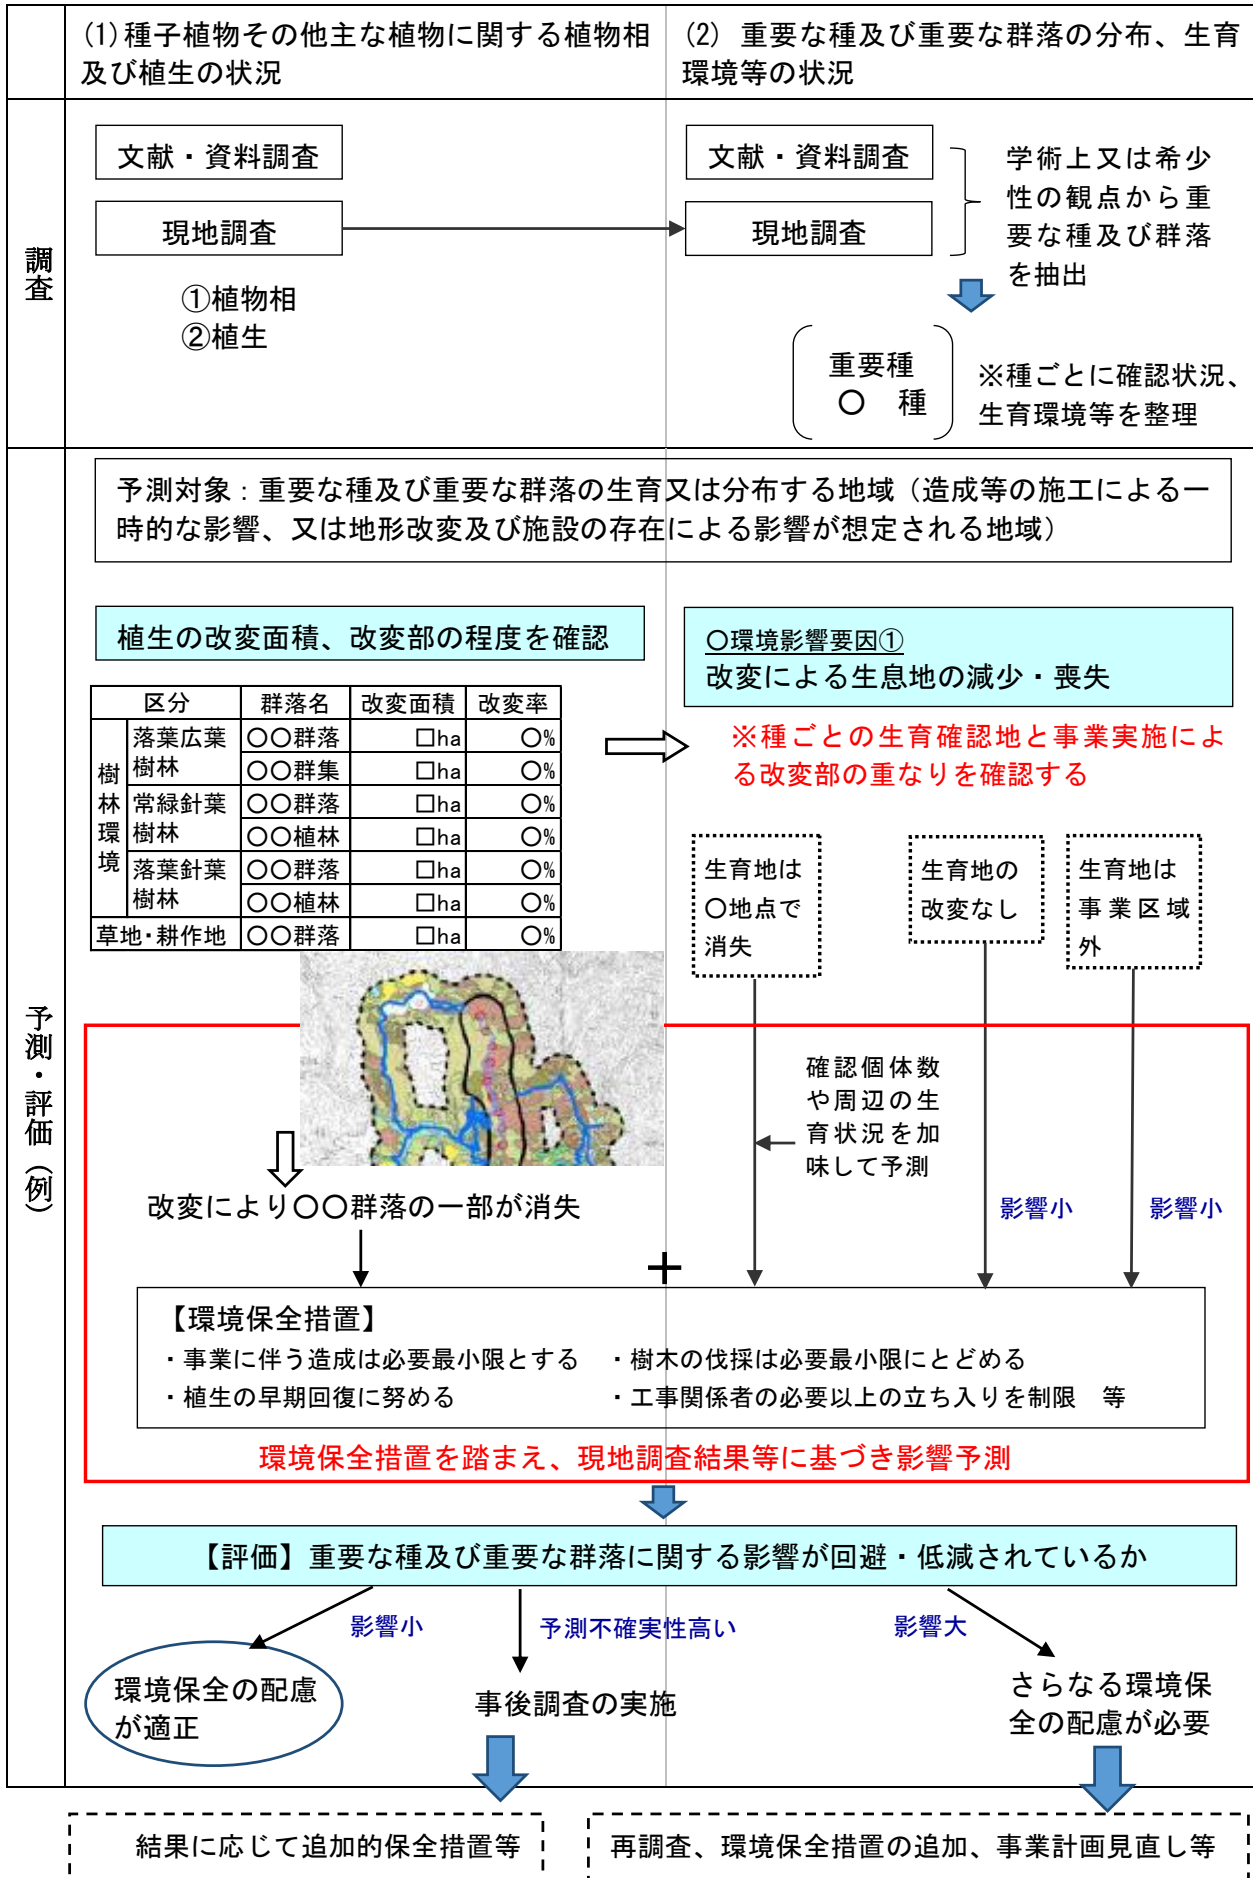 (1)種子植物その他主な植物に関する植物相
及び植生の状況
(2) 重要な種及び重要な群落の分布、生育
環境等の状況
調査
文献・資料調査
現地調査
①植物相
②植生
文献・資料調査
現地調査
学術上又は希少
性の観点から重
要な種及び群落
を抽出
重要種
〇 種
※種ごとに確認状況、
生育環境等を整理
予測・評価(例)
予測対象：重要な種及び重要な群落の生育又は分布する地域（造成等の施工による一
時的な影響、又は地形改変及び施設の存在による影響が想定される地域）
植生の改変面積、改変部の程度を確認
区分 群落名 改変面積 改変率
樹林環境
落葉広葉
樹林
〇〇群落 □ha 〇%
〇〇群集 □ha 〇%
常緑針葉
樹林
〇〇群落 □ha 〇%
〇〇植林 □ha 〇%
落葉針葉
樹林
〇〇群落 □ha 〇%
〇〇植林 □ha 〇%
草地・耕作地 〇〇群落 □ha 〇%
〇環境影響要因①
改変による生息地の減少・喪失
※種ごとの生育確認地と事業実施によ
る改変部の重なりを確認する
生育地は
〇地点で
消失
生育地の
改変なし
生育地は
事業区域
外
確認個体数
や周辺の生
育状況を加
味して予測
影響小
影響小
改変により〇〇群落の一部が消失
+
【環境保全措置】
・事業に伴う造成は必要最小限とする ・樹木の伐採は必要最小限にとどめる
・植生の早期回復に努める ・工事関係者の必要以上の立ち入りを制限 等
環境保全措置を踏まえ、現地調査結果等に基づき影響予測
【評価】重要な種及び重要な群落に関する影響が回避・低減されているか
影響小
予測不確実性高い
影響大
環境保全の配慮
が適正
事後調査の実施
さらなる環境保
全の配慮が必要
結果に応じて追加的保全措置等
再調査、環境保全措置の追加、事業計画見直し等